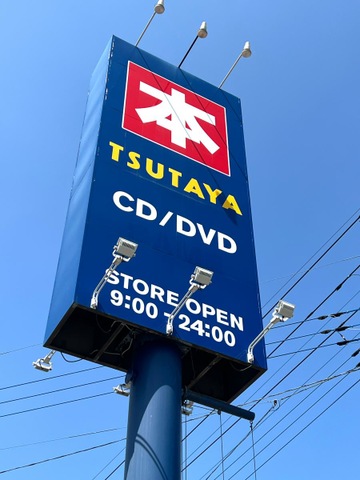 本
TSUTAYA
CD/DVD
STORE OPEN
9:00-24:00